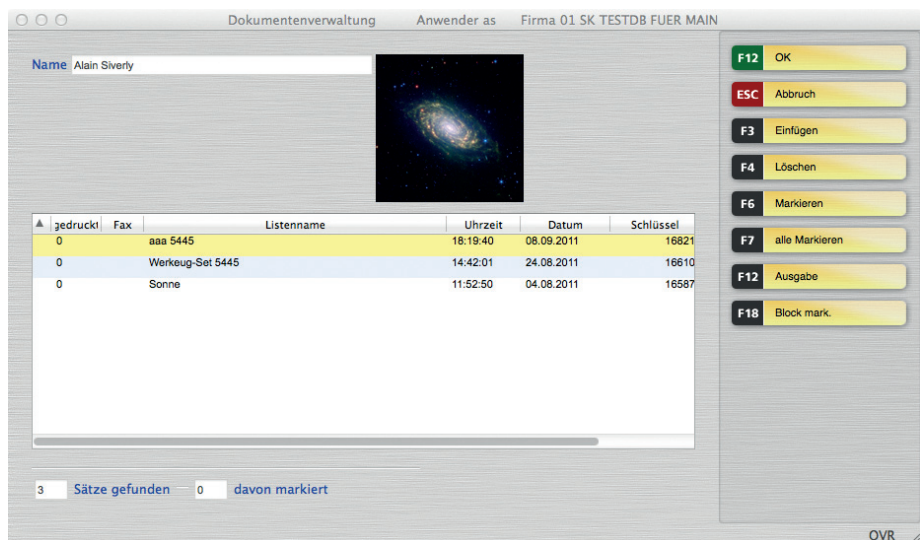 Dokumentenverwaltung Anwender as Firma 01 SK TESTDB FUER MAIN
Name Alain Siverly
gedruckt Fax Listenname Uhrzeit Datum Schlüssel
0 aaa 5445 18:19:40 08.09.2011 16821
0 Werkeug-Set 5445 14:42:01 24.08.2011 16610
0 Sonne 11:52:50 04.08.2011 16587
3 Sätze gefunden 0 davon markiert
F12 OK
ESC Abbruch
F3 Einfügen
F4 Löschen
F6 Markieren
F7 alle Markieren
F12 Ausgabe
F18 Block mark.
OVR